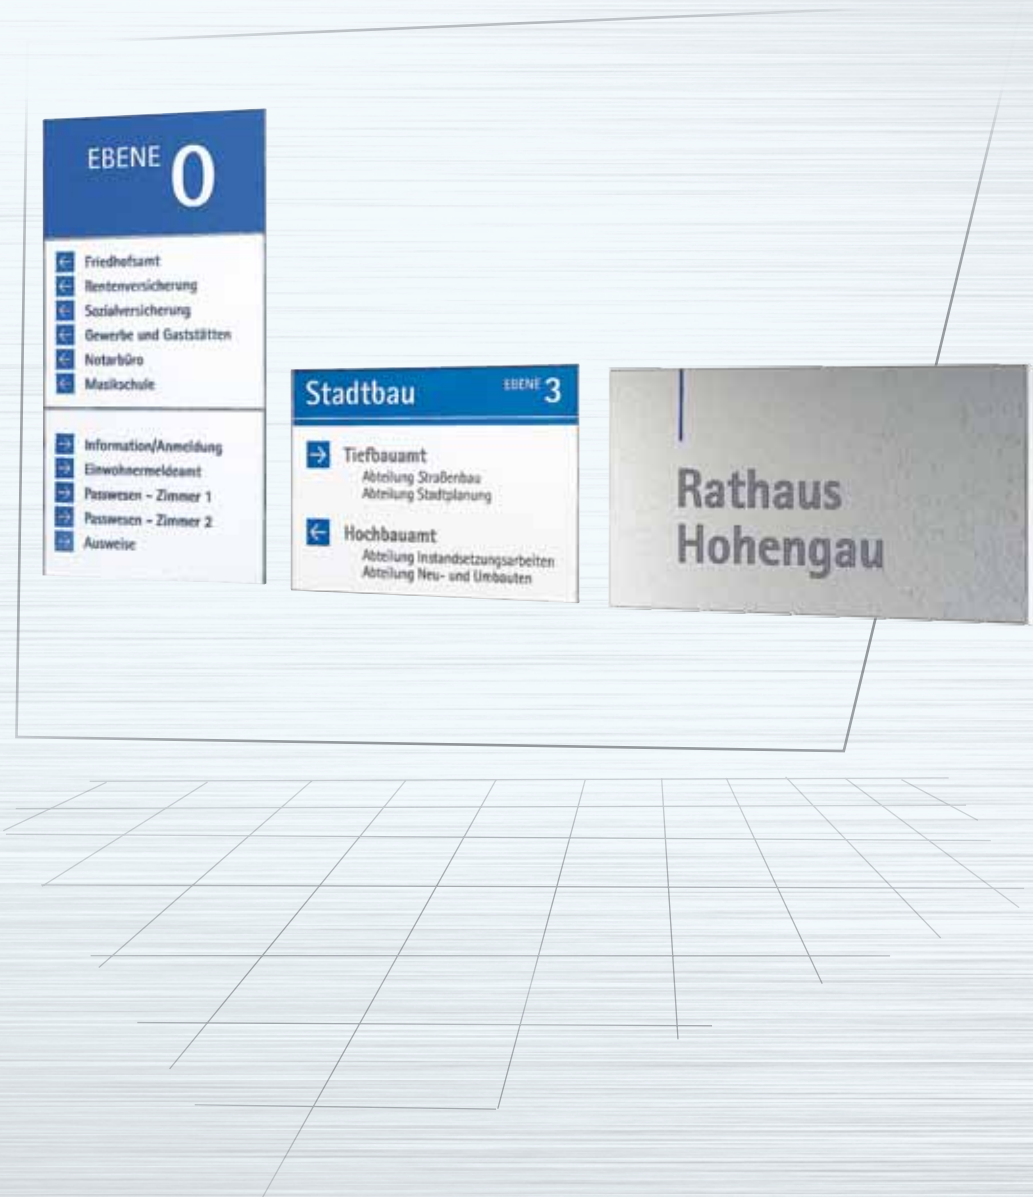 EBENE 0
Friedhofsamt
Rentenversicherung
Sozialversicherung
Gewerbe und Gaststätten
Notarbüro
Musikschule
Information/Anmeldung
Einwohnermeldeamt
Passwesen – Zimmer 1
Passwesen – Zimmer 2
Ausweise
Stadtbau EBENE 3
Tiefbauamt
Abteilung Straßenbau
Abteilung Stadtplanung
Hochbauamt
Abteilung Instandsetzungsarbeiten
Abteilung Neu- und Umbauten
Rathaus
Hohengau